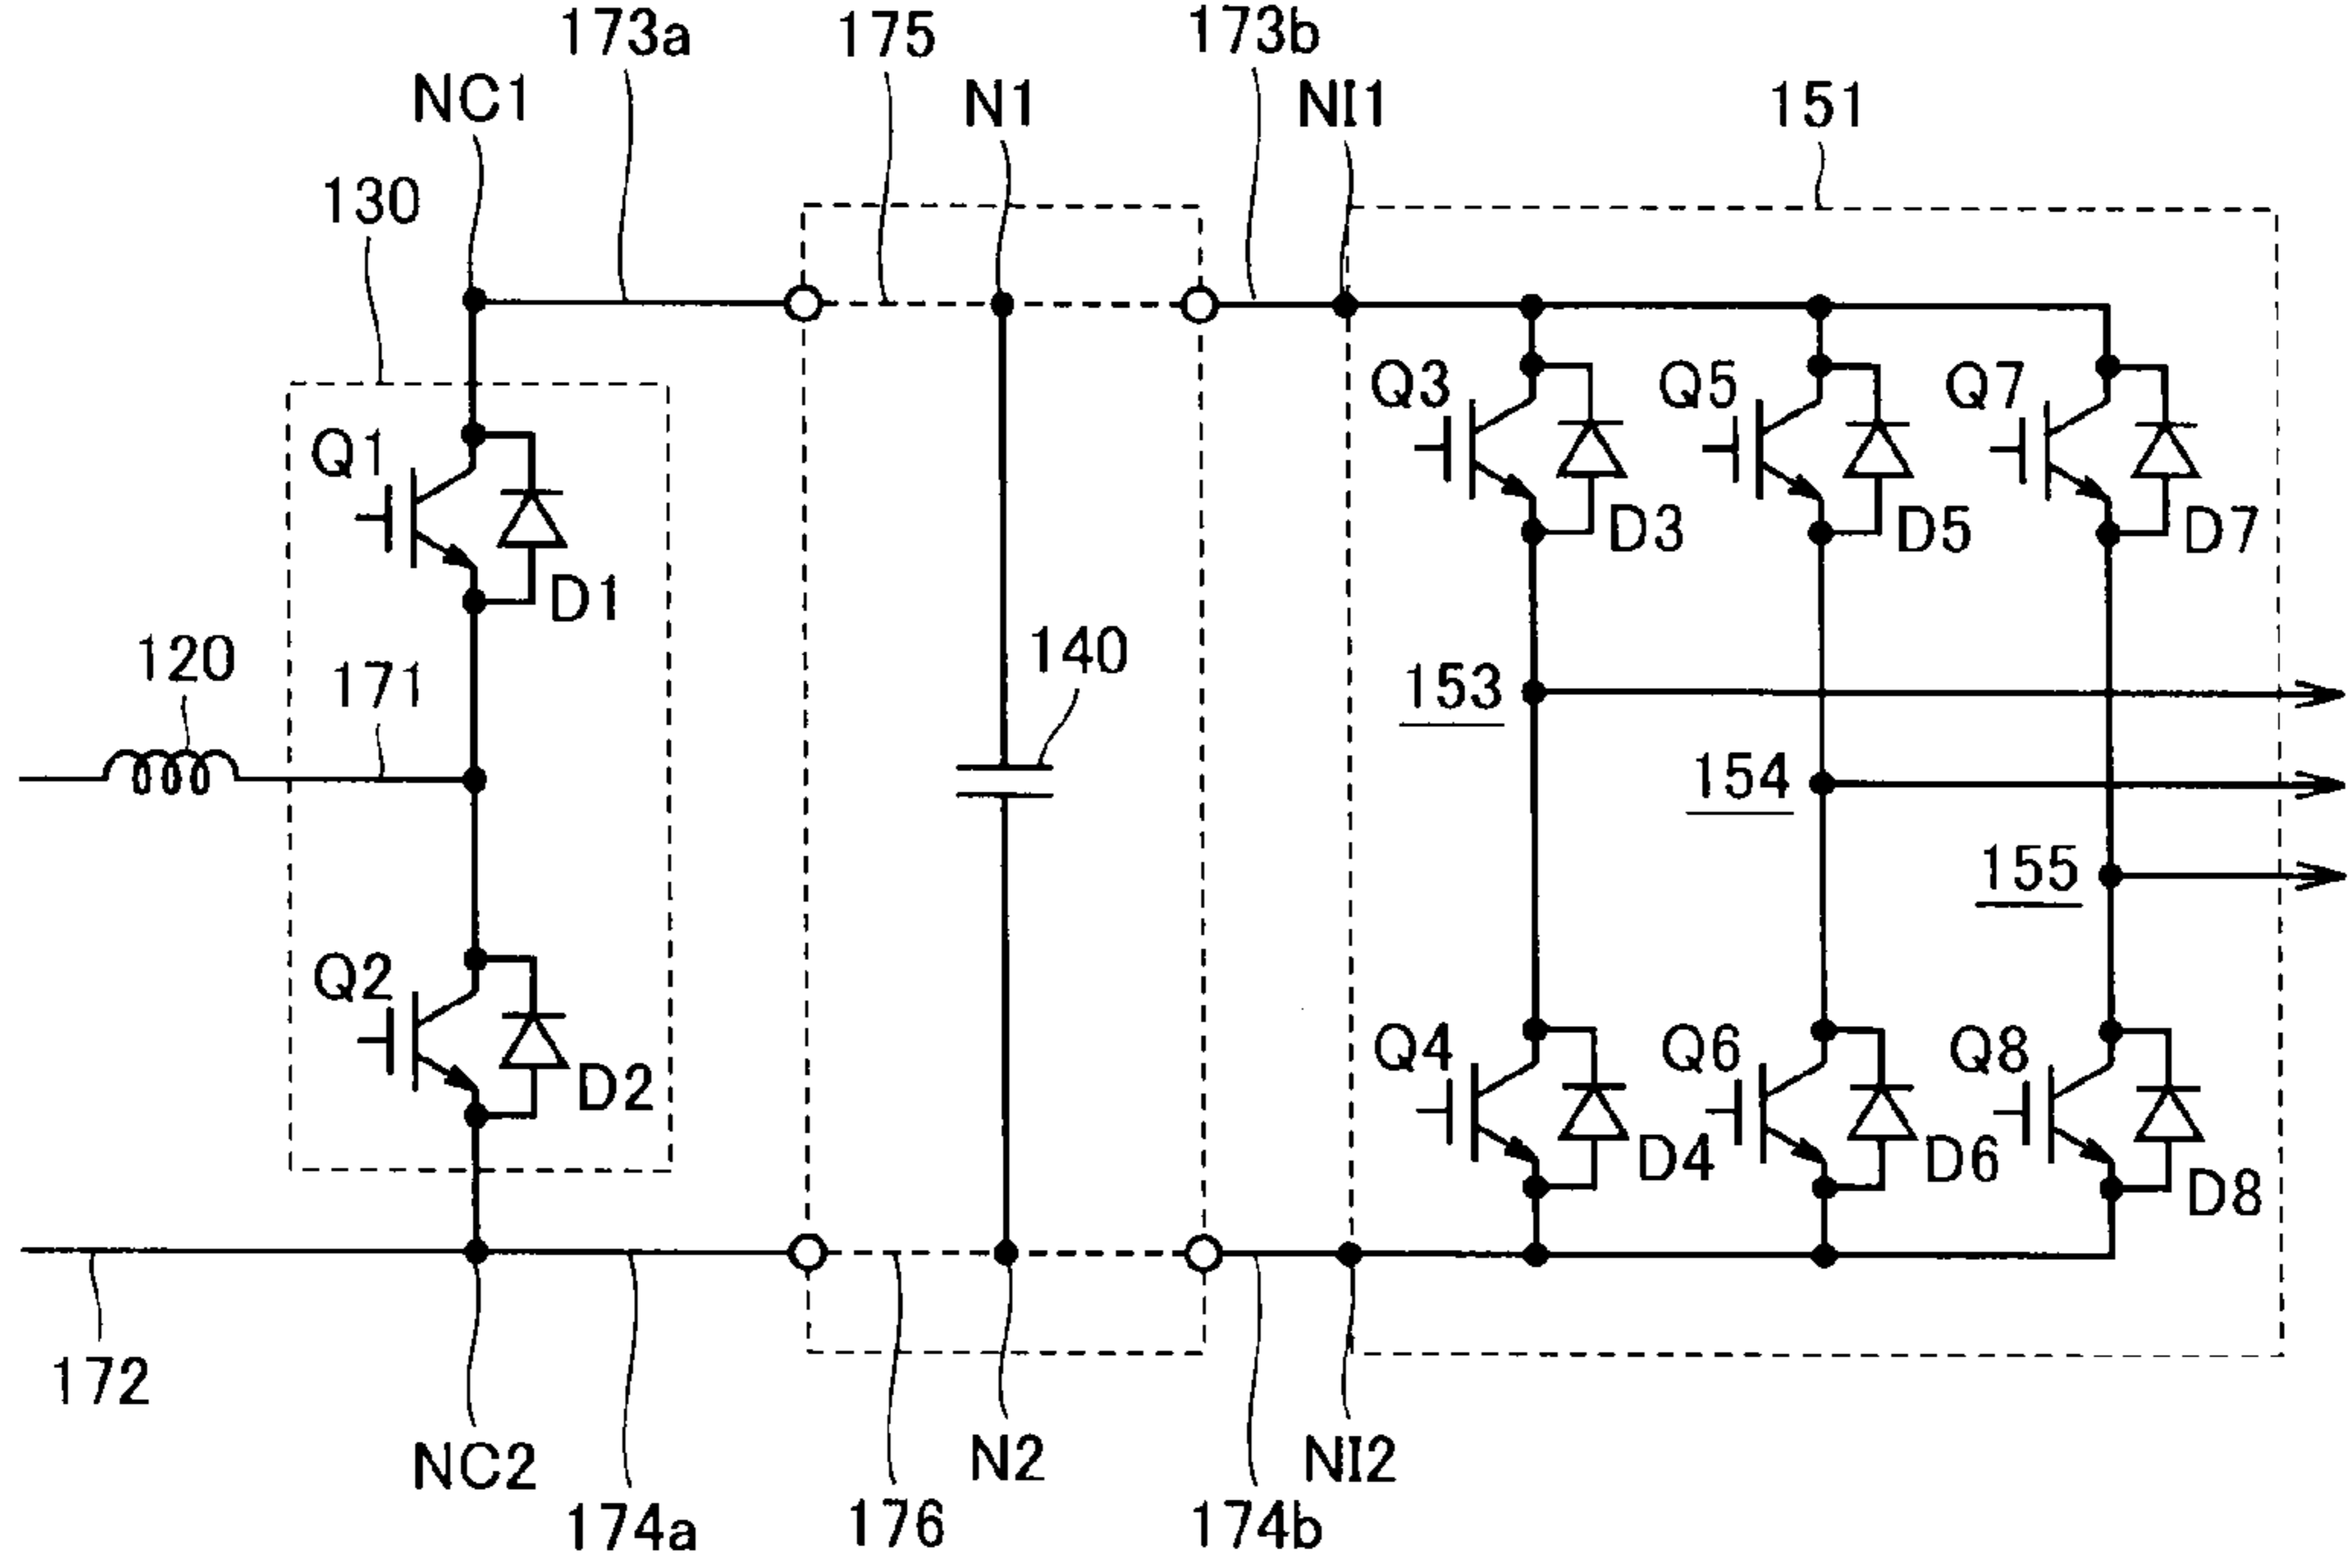 173a 175 173b
NC1 N1 NI1 151
130
Q3 Q5 Q7
Q1
D3 D5 D7
D1
120 171 140
153
154
155
Q2 Q4 Q6 Q8
D2 D4 D6 D8
172
NC2 N2 NI2
174a 176 174b